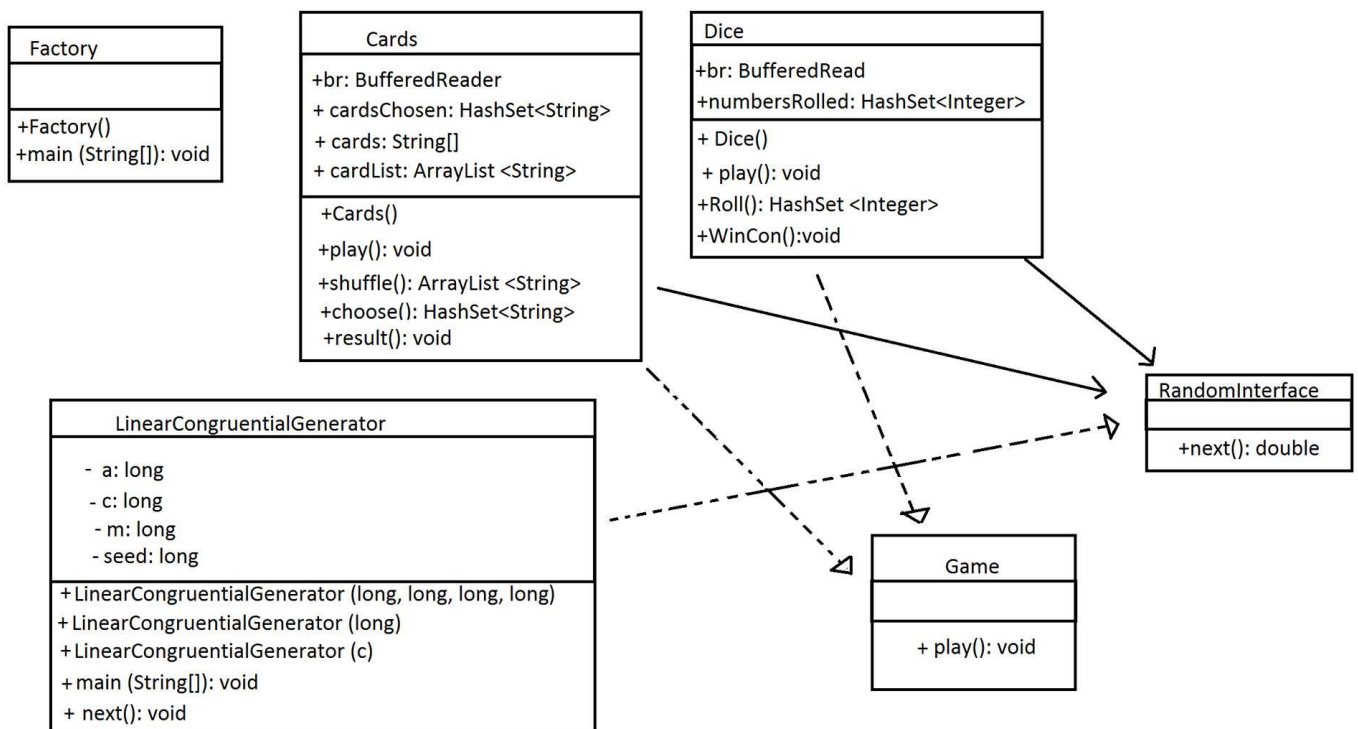 Factory
+Factory()
+main (String[]): void
Cards
+br: BufferedReader
+ cardsChosen: HashSet<String>
+ cards: String[]
+ cardList: ArrayList <String>
+Cards()
+play(): void
+shuffle(): ArrayList <String>
+choose(): HashSet<String>
+result(): void
Dice
+br: BufferedRead
+numbersRolled: HashSet<Integer>
+ Dice()
+ play(): void
+Roll(): HashSet <Integer>
+WinCon():void
RandomInterface
+next(): double
LinearCongruentialGenerator
- a: long
- c: long
- m: long
- seed: long
+LinearCongruentialGenerator (long, long, long, long)
+ LinearCongruentialGenerator (long)
+ LinearCongruentialGenerator (c)
+ main (String[]): void
+ next(): void
Game
+ play(): void